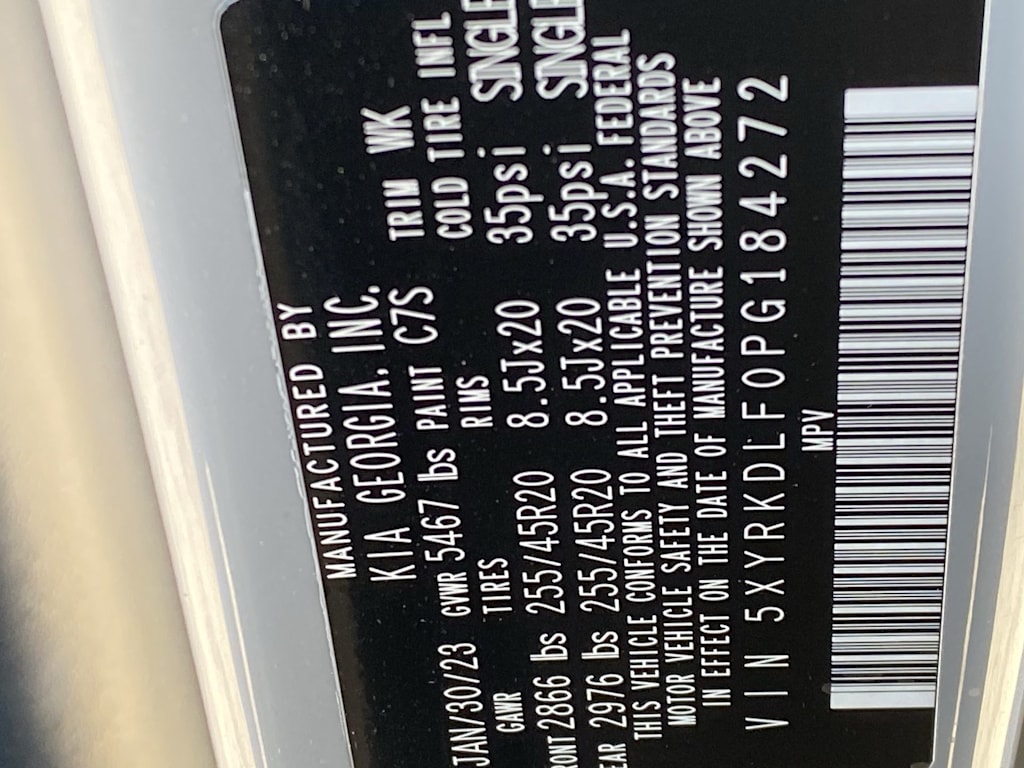 MANUFACTURED BY
KIA GEORGIA, INC.
JAN/30/23 GVWR 5467 lbs PAINT C7S TRIM WK
GAWR TIRES RIMS COLD TIRE INFL
RONT 2866 lbs 255/45R20 8.5Jx20 35psi SINGLE
EAR 2976 lbs 255/45R20 8.5Jx20 35psi SINGLE
THIS VEHICLE CONFORMS TO ALL APPLICABLE U.S.A. FEDERAL
MOTOR VEHICLE SAFETY AND THEFT PREVENTION STANDARDS
IN EFFECT ON THE DATE OF MANUFACTURE SHOWN ABOVE
VIN 5XYRKDLF0PG184272
MPV